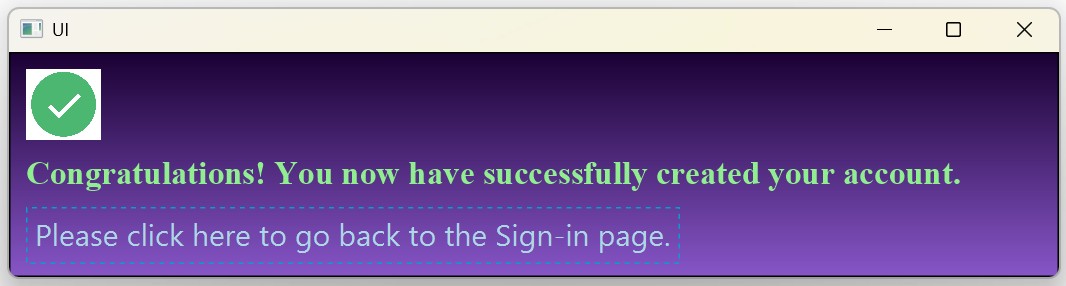 UI
Congratulations! You now have successfully created your account.
Please click here to go back to the Sign-in page.